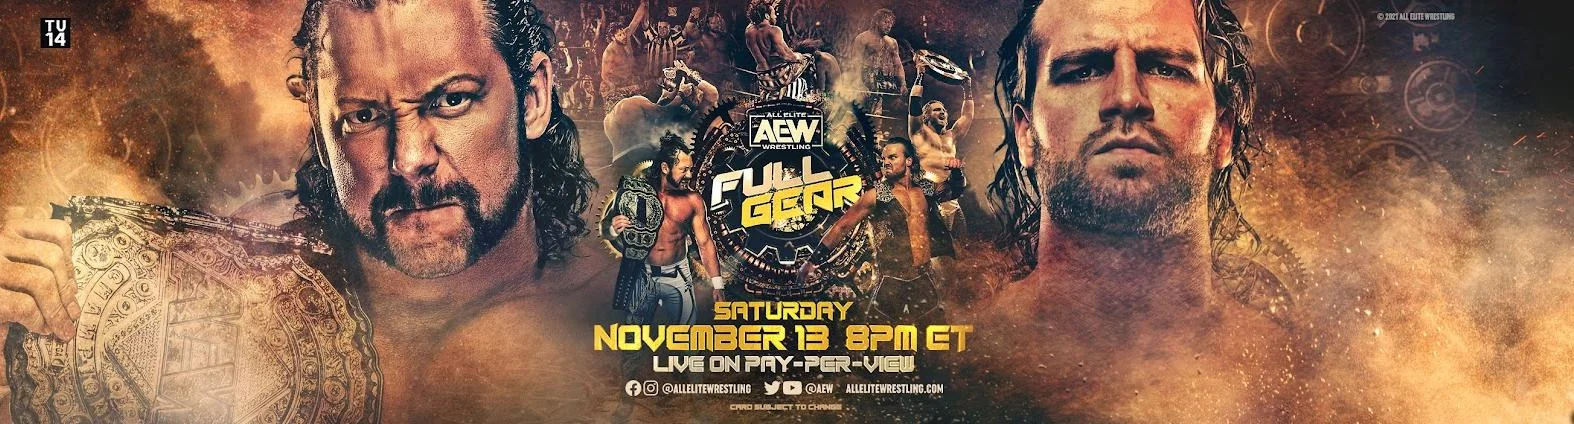 TU
14
© 2021 ALL ELITE WRESTLING
ALL ELITE
AEW
WRESTLING
FULL
GEAR
SATURDAY
NOVEMBER 13 8PM ET
LIVE ON PAY-PER-VIEW
@ALLELITEWRESTLING @AEW ALLELITEWRESTLING.COM
CARD SUBJECT TO CHANGE